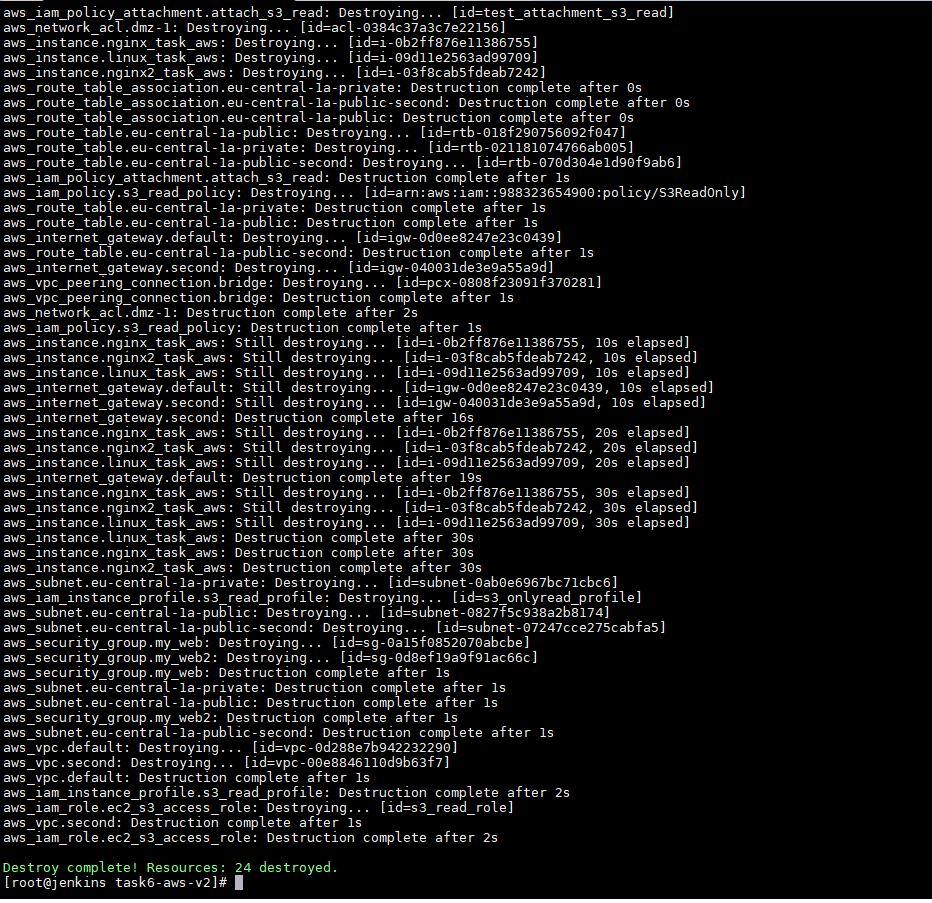 aws_iam_policy_attachment.attach_s3_read: Destroying... [id=test_attachment_s3_read]
aws_network_acl.dmz-1: Destroying... [id=acl-0384c37a3c7e22156]
aws_instance.nginx_task_aws: Destroying... [id=i-0b2ff876e11386755]
aws_instance.linux_task_aws: Destroying... [id=i-09d11e2563ad99709]
aws_instance.nginx2_task_aws: Destroying... [id=i-03f8cab5fdeab7242]
aws_route_table_association.eu-central-1a-private: Destruction complete after 0s
aws_route_table_association.eu-central-1a-public-second: Destruction complete after 0s
aws_route_table_association.eu-central-1a-public: Destruction complete after 0s
aws_route_table.eu-central-1a-public: Destroying... [id=rtb-018f290756092f047]
aws_route_table.eu-central-1a-private: Destroying... [id=rtb-021181074766ab005]
aws_route_table.eu-central-1a-public-second: Destroying... [id=rtb-070d304e1d90f9ab6]
aws_iam_policy_attachment.attach_s3_read: Destruction complete after 1s
aws_iam_policy.s3_read_policy: Destroying... [id=arn:aws:iam::988323654900:policy/S3ReadOnly]
aws_route_table.eu-central-1a-private: Destruction complete after 1s
aws_route_table.eu-central-1a-public: Destruction complete after 1s
aws_internet_gateway.default: Destroying... [id=igw-0d0ee8247e23c0439]
aws_route_table.eu-central-1a-public-second: Destruction complete after 1s
aws_internet_gateway.second: Destroying... [id=igw-040031de3e9a55a9d]
aws_vpc_peering_connection.bridge: Destroying... [id=pcx-0808f23091f370281]
aws_vpc_peering_connection.bridge: Destruction complete after 1s
aws_network_acl.dmz-1: Destruction complete after 2s
aws_iam_policy.s3_read_policy: Destruction complete after 1s
aws_instance.nginx_task_aws: Still destroying... [id=i-0b2ff876e11386755, 10s elapsed]
aws_instance.nginx2_task_aws: Still destroying... [id=i-03f8cab5fdeab7242, 10s elapsed]
aws_instance.linux_task_aws: Still destroying... [id=i-09d11e2563ad99709, 10s elapsed]
aws_internet_gateway.default: Still destroying... [id=igw-0d0ee8247e23c0439, 10s elapsed]
aws_internet_gateway.second: Still destroying... [id=igw-040031de3e9a55a9d, 10s elapsed]
aws_internet_gateway.second: Destruction complete after 16s
aws_instance.nginx_task_aws: Still destroying... [id=i-0b2ff876e11386755, 20s elapsed]
aws_instance.nginx2_task_aws: Still destroying... [id=i-03f8cab5fdeab7242, 20s elapsed]
aws_instance.linux_task_aws: Still destroying... [id=i-09d11e2563ad99709, 20s elapsed]
aws_internet_gateway.default: Destruction complete after 19s
aws_instance.nginx_task_aws: Still destroying... [id=i-0b2ff876e11386755, 30s elapsed]
aws_instance.nginx2_task_aws: Still destroying... [id=i-03f8cab5fdeab7242, 30s elapsed]
aws_instance.linux_task_aws: Still destroying... [id=i-09d11e2563ad99709, 30s elapsed]
aws_instance.linux_task_aws: Destruction complete after 30s
aws_instance.nginx_task_aws: Destruction complete after 30s
aws_instance.nginx2_task_aws: Destruction complete after 30s
aws_subnet.eu-central-1a-private: Destroying... [id=subnet-0ab0e6967bc71cbc6]
aws_iam_instance_profile.s3_read_profile: Destroying... [id=s3_onlyread_profile]
aws_subnet.eu-central-1a-public: Destroying... [id=subnet-0827f5c938a2b8174]
aws_subnet.eu-central-1a-public-second: Destroying... [id=subnet-07247cce275cabfa5]
aws_security_group.my_web: Destroying... [id=sg-0a15f0852070abcbe]
aws_security_group.my_web2: Destroying... [id=sg-0d8ef19a9f91ac66c]
aws_security_group.my_web: Destruction complete after 1s
aws_subnet.eu-central-1a-private: Destruction complete after 1s
aws_subnet.eu-central-1a-public: Destruction complete after 1s
aws_security_group.my_web2: Destruction complete after 1s
aws_subnet.eu-central-1a-public-second: Destruction complete after 1s
aws_vpc.default: Destroying... [id=vpc-0d288e7b942232290]
aws_vpc.second: Destroying... [id=vpc-00e8846110d9b63f7]
aws_vpc.default: Destruction complete after 1s
aws_iam_instance_profile.s3_read_profile: Destruction complete after 2s
aws_iam_role.ec2_s3_access_role: Destroying... [id=s3_read_role]
aws_vpc.second: Destruction complete after 1s
aws_iam_role.ec2_s3_access_role: Destruction complete after 2s
Destroy complete! Resources: 24 destroyed.
[root@jenkins task6-aws-v2]#